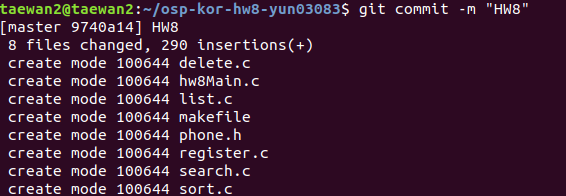 taewan2@taewan2:~/osp-kor-hw8-yun03083$ git commit -m "HW8"
[master 9740a14] HW8
 8 files changed, 290 insertions(+)
 create mode 100644 delete.c
 create mode 100644 hw8Main.c
 create mode 100644 list.c
 create mode 100644 makefile
 create mode 100644 phone.h
 create mode 100644 register.c
 create mode 100644 search.c
 create mode 100644 sort.c